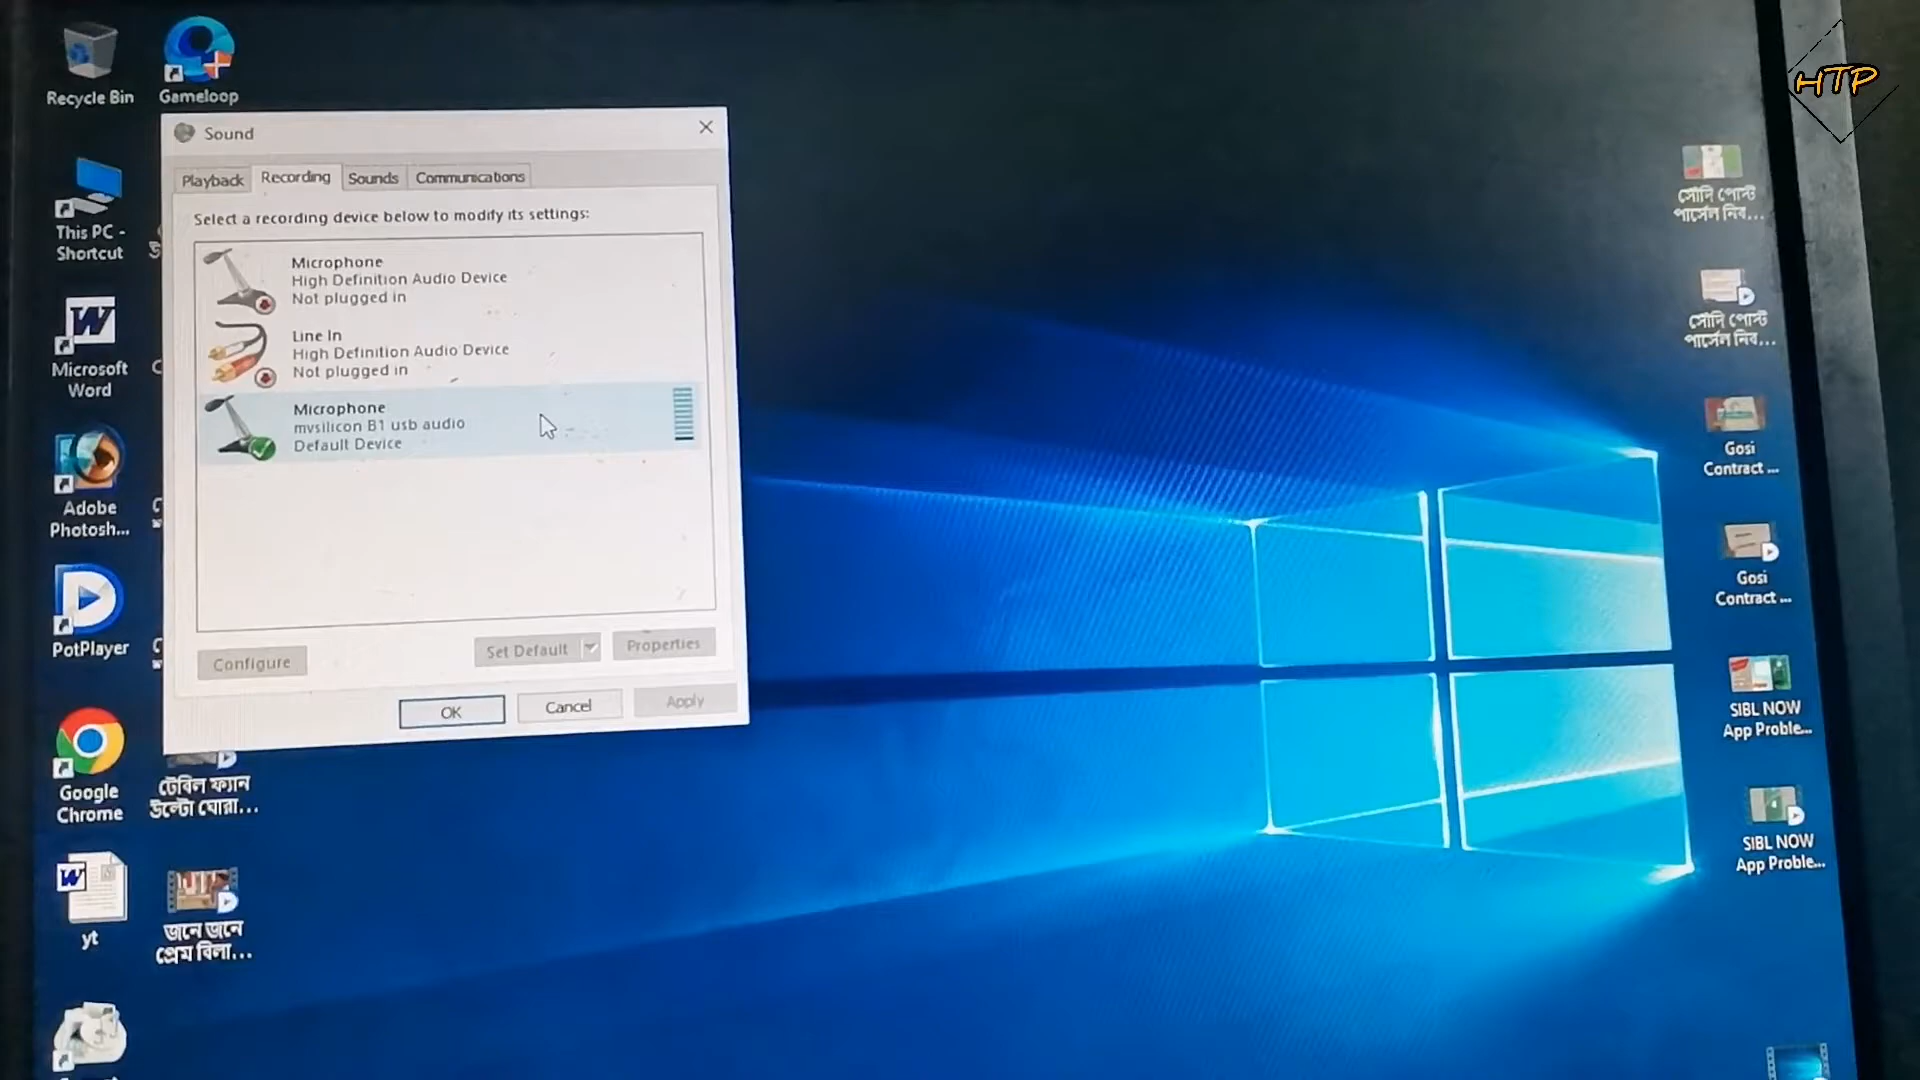 HTP
Recycle Bin
Gameloop
Sound
Playback
Recording
Sounds
Communications
Select a recording device below to modify its settings:
Microphone
High Definition Audio Device
Not plugged in
Line In
High Definition Audio Device
Not plugged in
Microphone
mvsilicon B1 usb audio
Default Device
Configure
Set Default
Properties
OK
Cancel
Apply
This PC -
Shortcut
Microsoft
Word
Adobe
Photosh...
PotPlayer
Google
Chrome
টেবিল ফ্যান
উল্টো ঘোরা...
yt
জনে জনে
প্রেম বিলা...
সৌদি পোস্ট
পার্সেল নিব...
সৌদি পোস্ট
পার্সেল নিব...
Gosi
Contract ...
Gosi
Contract ...
SIBL NOW
App Proble...
SIBL NOW
App Proble...